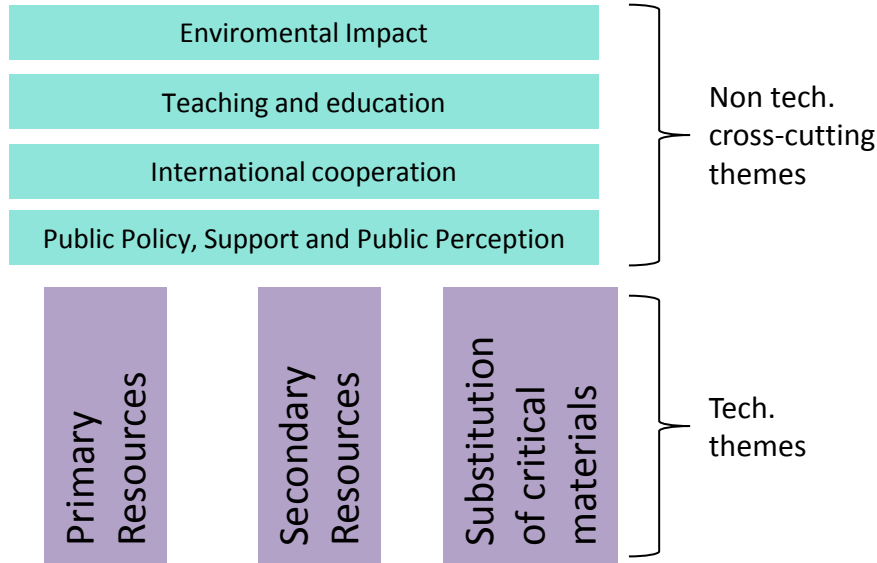 Enviromental Impact
Teaching and education
International cooperation
Public Policy, Support and Public Perception
Non tech.
cross-cutting
themes
Primary
Resources
Secondary
Resources
Substitution
of critical
materials
Tech.
themes